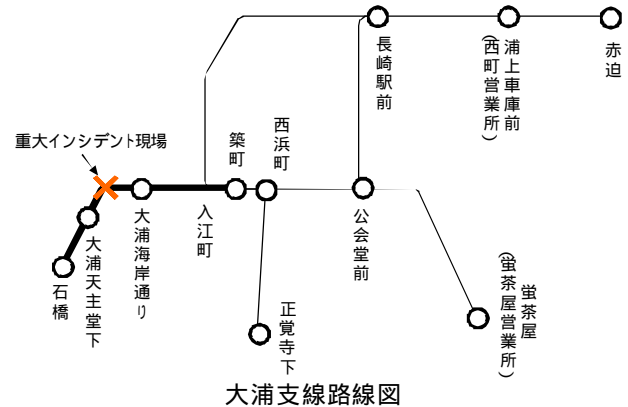 長崎駅前
浦上車庫前
(西町営業所)
赤迫
重大インシデント現場
築町
西浜町
大浦海岸通り
入江町
公会堂前
大浦天主堂下
石橋
正覚寺下
蛍茶屋
(蛍茶屋営業所)
大浦支線路線図